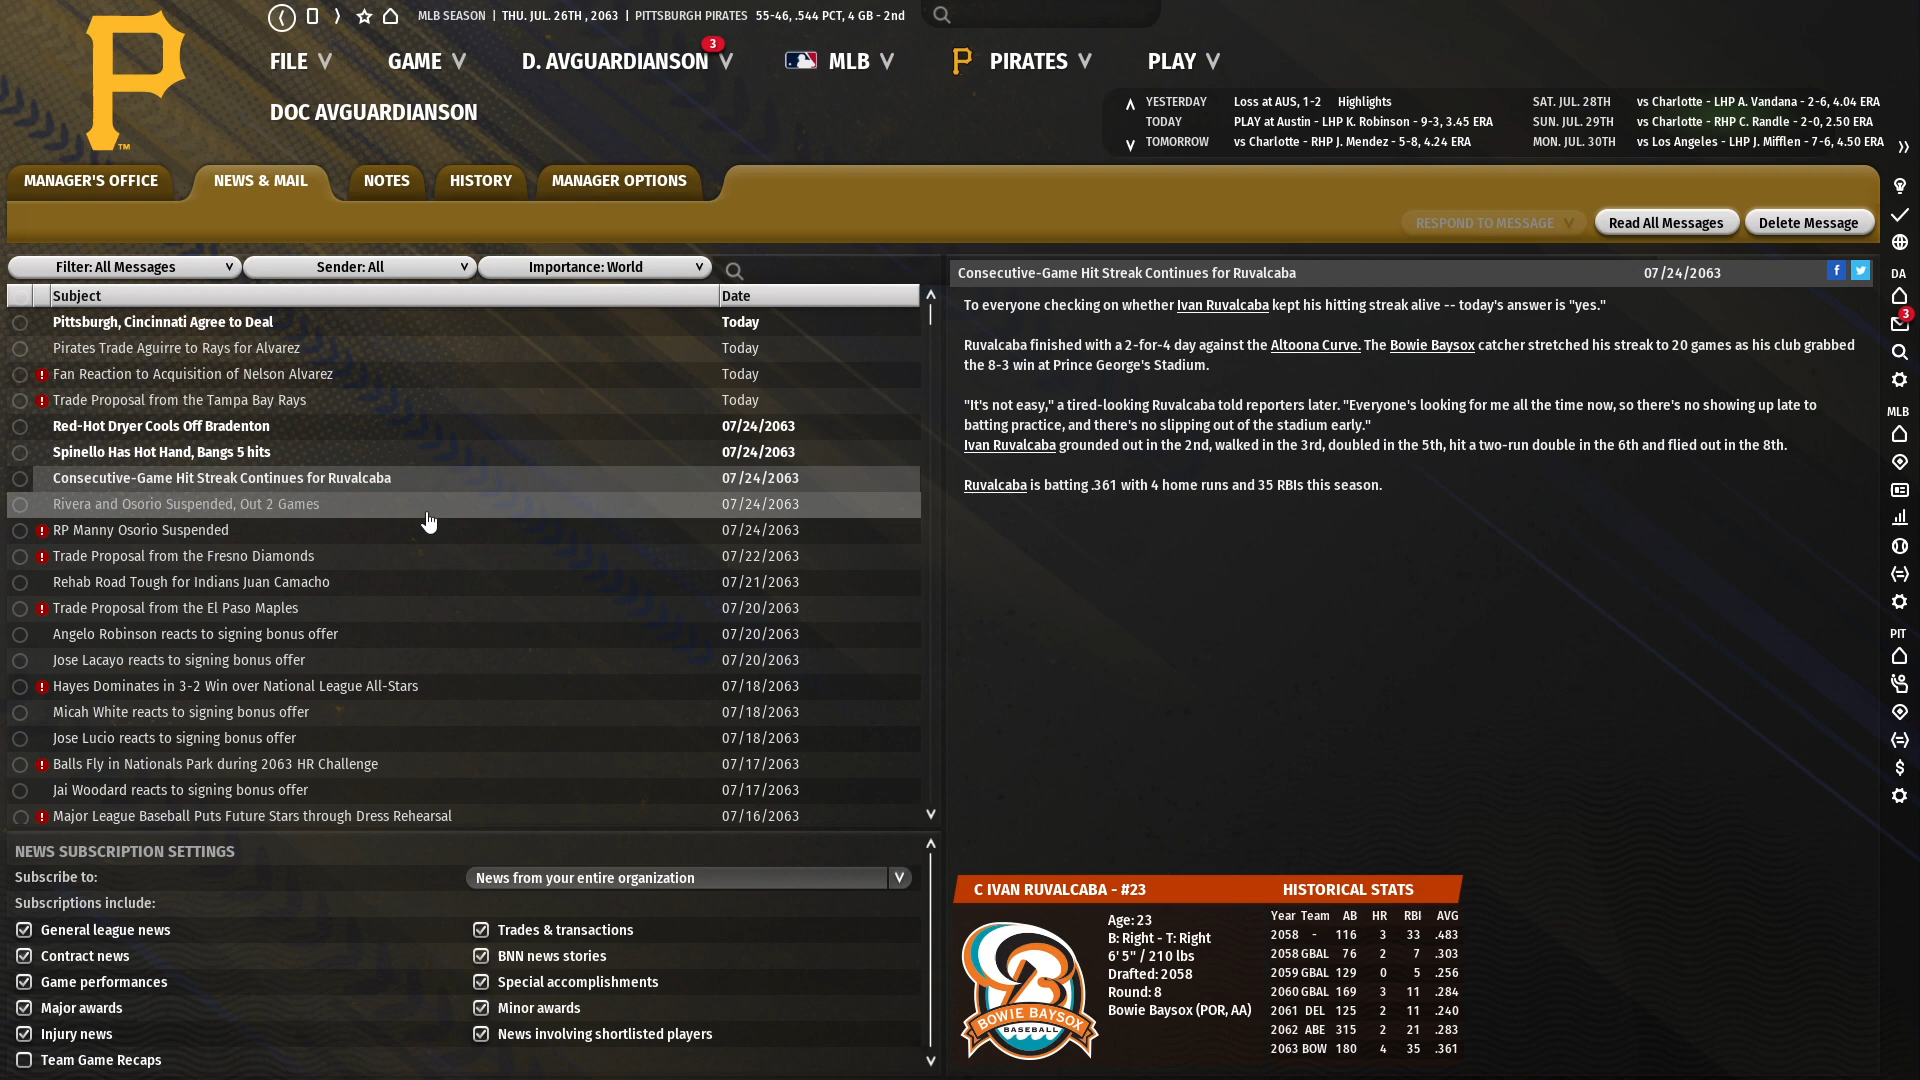 MLB SEASON | THU. JUL. 26TH , 2063 | PITTSBURGH PIRATES 55-46, .544 PCT, 4 GB - 2nd
FILE GAME D. AVGUARDIANSON 3 MLB PIRATES PLAY
P
TM
DOC AVGUARDIANSON
YESTERDAY Loss at AUS, 1-2 Highlights SAT. JUL. 28TH vs Charlotte - LHP A. Vandana - 2-6, 4.04 ERA
TODAY PLAY at Austin - LHP K. Robinson - 9-3, 3.45 ERA SUN. JUL. 29TH vs Charlotte - RHP C. Randle - 2-0, 2.50 ERA
TOMORROW vs Charlotte - RHP J. Mendez - 5-8, 4.24 ERA MON. JUL. 30TH vs Los Angeles - LHP J. Mifflen - 7-6, 4.50 ERA
MANAGER'S OFFICE NEWS & MAIL NOTES HISTORY MANAGER OPTIONS
RESPOND TO MESSAGE Read All Messages Delete Message
Filter: All Messages Sender: All Importance: World
Subject Date
Pittsburgh, Cincinnati Agree to Deal Today
Pirates Trade Aguirre to Rays for Alvarez Today
! Fan Reaction to Acquisition of Nelson Alvarez Today
! Trade Proposal from the Tampa Bay Rays Today
Red-Hot Dryer Cools Off Bradenton 07/24/2063
Spinello Has Hot Hand, Bangs 5 hits 07/24/2063
Consecutive-Game Hit Streak Continues for Ruvalcaba 07/24/2063
Rivera and Osorio Suspended, Out 2 Games 07/24/2063
! RP Manny Osorio Suspended 07/24/2063
! Trade Proposal from the Fresno Diamonds 07/22/2063
Rehab Road Tough for Indians Juan Camacho 07/21/2063
! Trade Proposal from the El Paso Maples 07/20/2063
Angelo Robinson reacts to signing bonus offer 07/20/2063
Jose Lacayo reacts to signing bonus offer 07/20/2063
! Hayes Dominates in 3-2 Win over National League All-Stars 07/18/2063
Micah White reacts to signing bonus offer 07/18/2063
Jose Lucio reacts to signing bonus offer 07/18/2063
! Balls Fly in Nationals Park during 2063 HR Challenge 07/17/2063
Jai Woodard reacts to signing bonus offer 07/17/2063
! Major League Baseball Puts Future Stars through Dress Rehearsal 07/16/2063
NEWS SUBSCRIPTION SETTINGS
Subscribe to: News from your entire organization
Subscriptions include:
General league news Trades & transactions
Contract news BNN news stories
Game performances Special accomplishments
Major awards Minor awards
Injury news News involving shortlisted players
Team Game Recaps
Consecutive-Game Hit Streak Continues for Ruvalcaba 07/24/2063 f
To everyone checking on whether Ivan Ruvalcaba kept his hitting streak alive -- today's answer is "yes."
Ruvalcaba finished with a 2-for-4 day against the Altoona Curve. The Bowie Baysox catcher stretched his streak to 20 games as his club grabbed
the 8-3 win at Prince George's Stadium.
"It's not easy," a tired-looking Ruvalcaba told reporters later. "Everyone's looking for me all the time now, so there's no showing up late to
batting practice, and there's no slipping out of the stadium early."
Ivan Ruvalcaba grounded out in the 2nd, walked in the 3rd, doubled in the 5th, hit a two-run double in the 6th and flied out in the 8th.
Ruvalcaba is batting .361 with 4 home runs and 35 RBIs this season.
C IVAN RUVALCABA - #23 HISTORICAL STATS
Age: 23
B: Right - T: Right
6' 5" / 210 lbs
Drafted: 2058
Round: 8
Bowie Baysox (POR, AA)
B
BOWIE BAYSOX
BASEBALL
Year Team AB HR RBI AVG
2058 - 116 3 33 .483
2058 GBAL 76 2 7 .303
2059 GBAL 129 0 5 .256
2060 GBAL 169 3 11 .284
2061 DEL 125 2 11 .240
2062 ABE 315 2 21 .283
2063 BOW 180 4 35 .361
DA
3
MLB
PIT
$